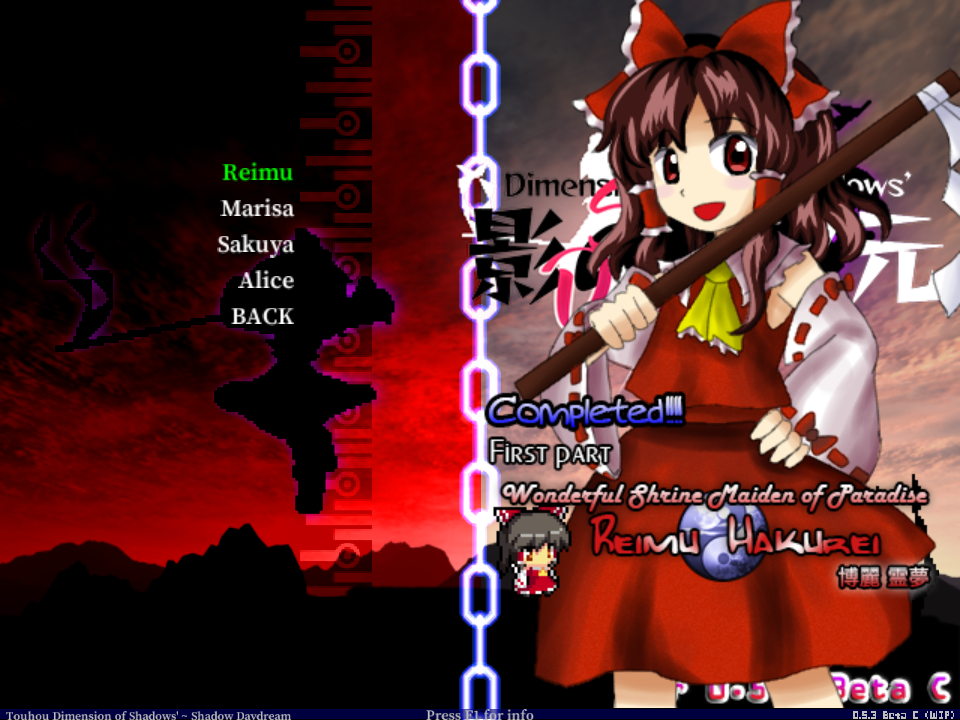 Reimu
Marisa
Sakuya
Alice
BACK
Completed!!!!
First part
Wonderful Shrine Maiden of Paradise
Reimu Hakurei
博麗 霊夢
Beta C
Touhou Dimension of Shadows' ~ Shadow Daydream
Press F1 for info
0.5.3 Beta C (WIP)